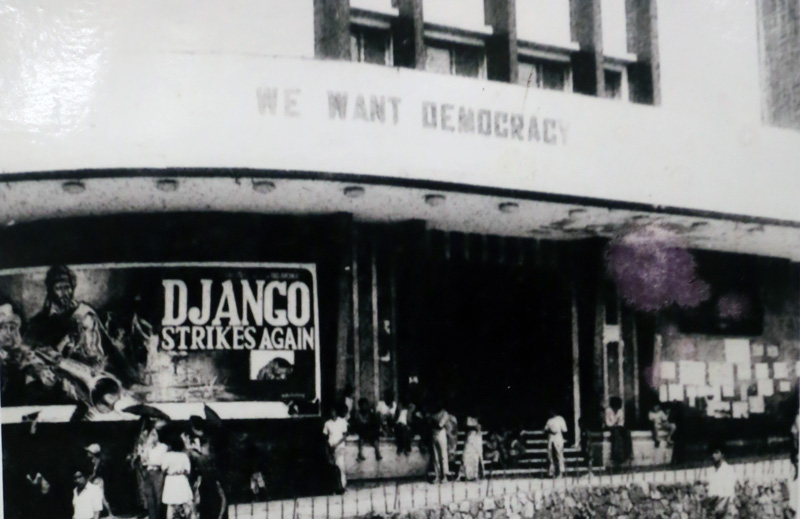 WE WANT DEMOCRACY
DJANGO
STRIKES AGAIN